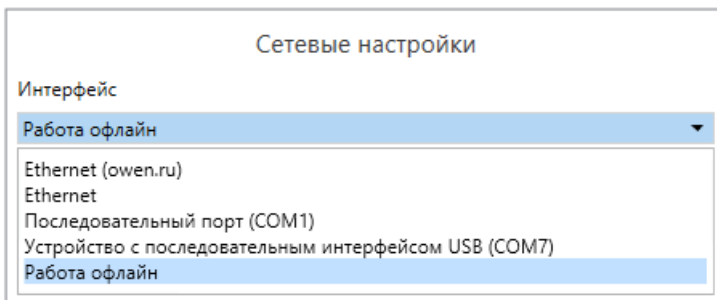 Сетевые настройки
Интерфейс
Работа офлайн
Ethernet (owen.ru)
Ethernet
Последовательный порт (COM1)
Устройство с последовательным интерфейсом USB (COM7)
Работа офлайн